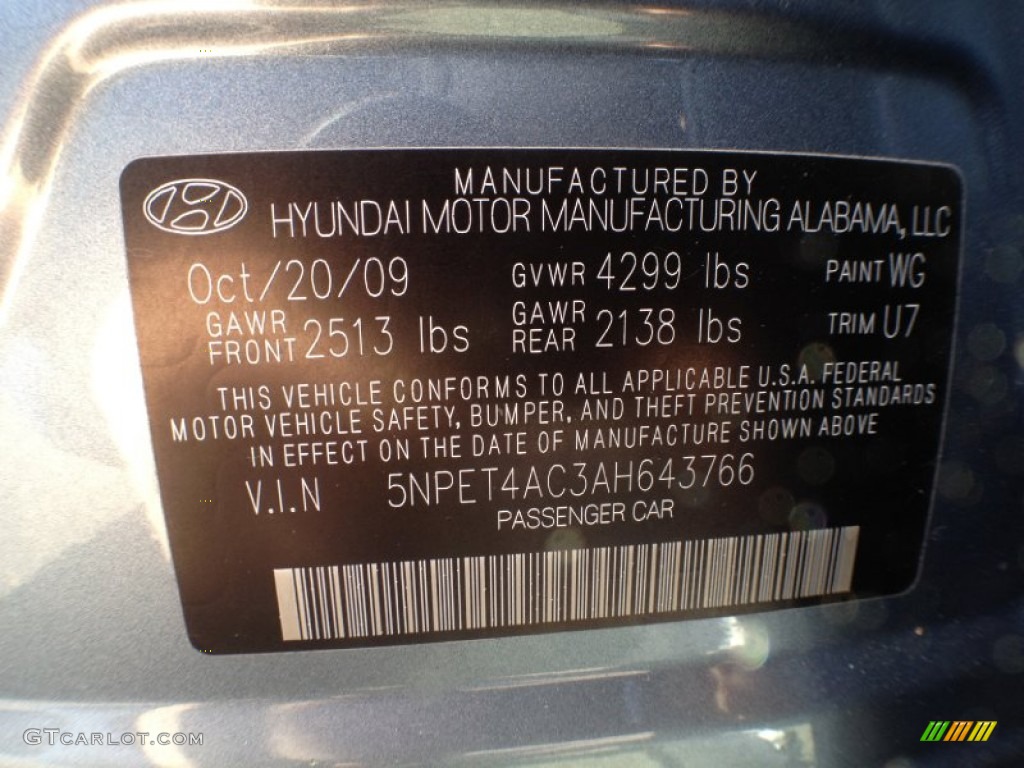 MANUFACTURED BY
HYUNDAI MOTOR MANUFACTURING ALABAMA, LLC
Oct/20/09 GVWR 4299 lbs PAINT WG
GAWR FRONT 2513 lbs GAWR REAR 2138 lbs TRIM U7
THIS VEHICLE CONFORMS TO ALL APPLICABLE U.S.A. FEDERAL
MOTOR VEHICLE SAFETY, BUMPER, AND THEFT PREVENTION STANDARDS
IN EFFECT ON THE DATE OF MANUFACTURE SHOWN ABOVE
V.I.N 5NPET4AC3AH643766
PASSENGER CAR
GTCARLOT.COM